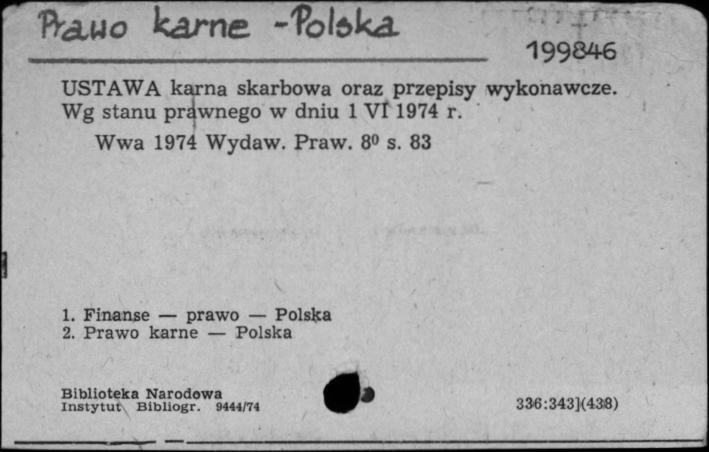 Prawo karne - Polska
199846
USTAWA karna skarbowa oraz przepisy wykonawcze.
Wg stanu prawnego w dniu 1 VI 1974 r.
Wwa 1974 Wydaw. Praw. 8⁰ s. 83
1. Finanse — prawo — Polska
2. Prawo karne — Polska
Biblioteka Narodowa
Instytut Bibliogr. 9444/74
336:343](438)